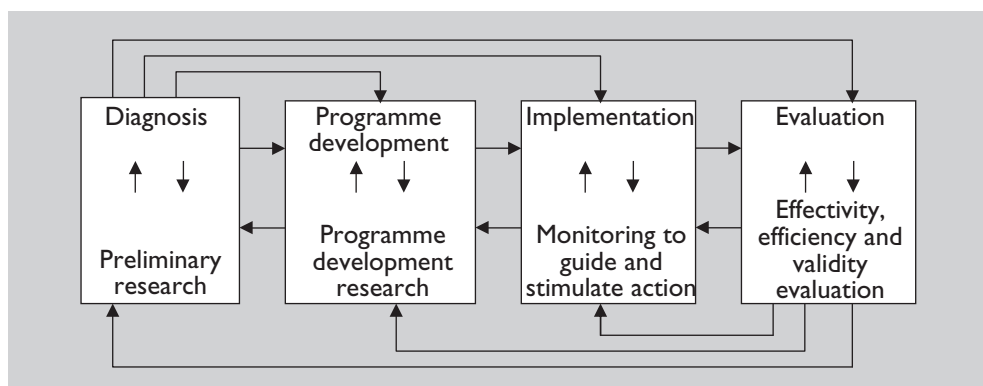 Diagnosis
Preliminary
research
Programme
development
Programme
development
research
Implementation
Monitoring to
guide and
stimulate action
Evaluation
Effectivity,
efficiency and
validity
evaluation